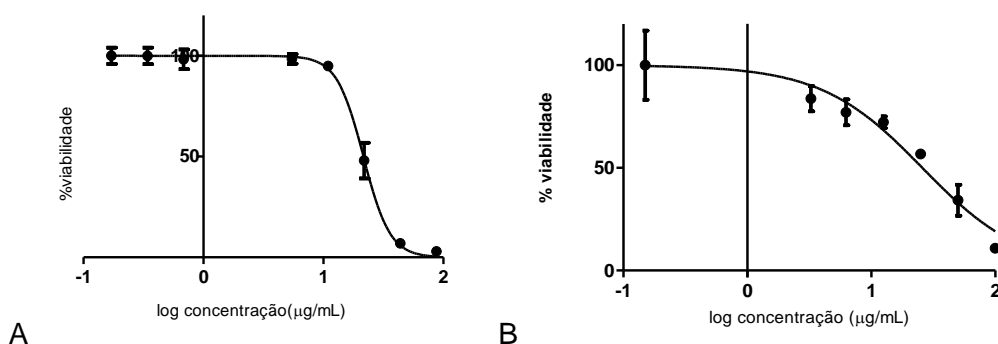 100
50
%viabilidade
-1 0 1 2
log concentração(μg/mL)
A
100
50
0
% viabilidade
-1 0 1 2
log concentração (μg/mL)
B